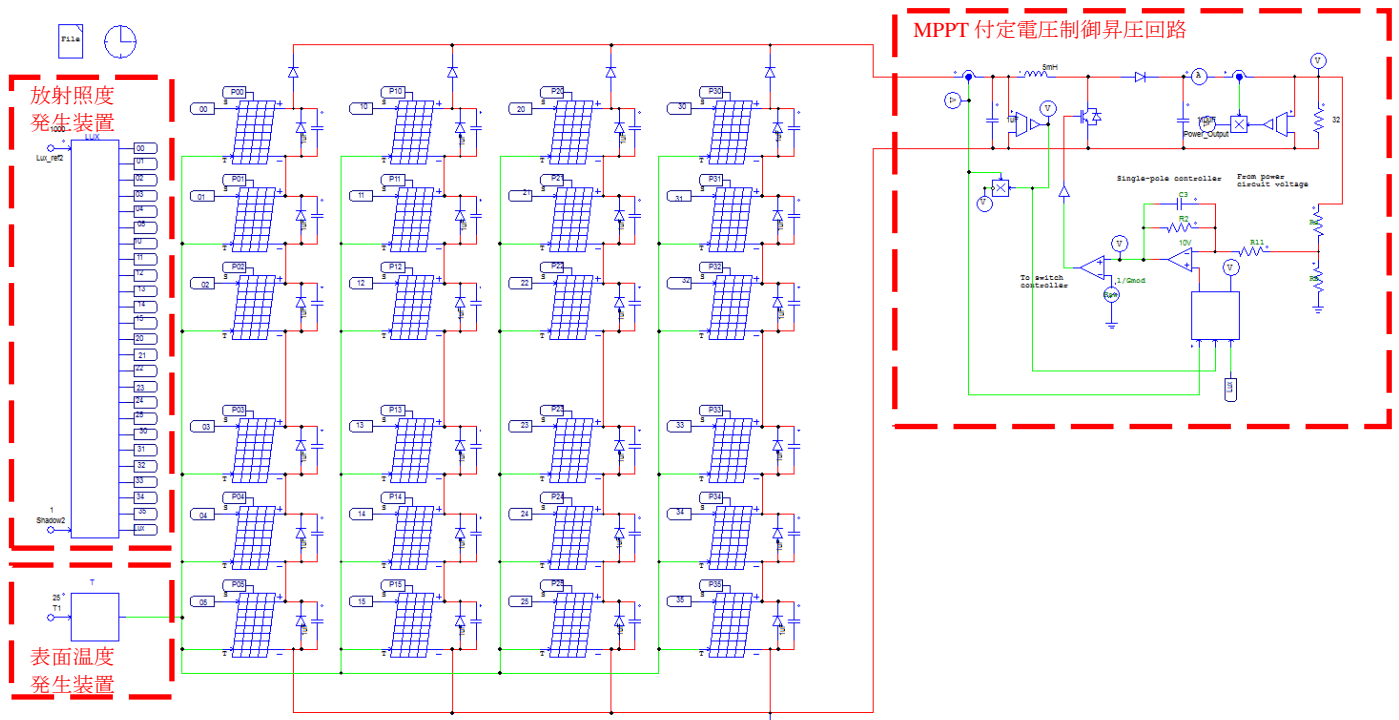 File
放射照度
発生装置
1000
Lux_ref2
LUX
00
01
02
03
04
10
11
12
13
14
15
20
21
22
23
24
25
30
31
32
33
34
35
Lux
1
Shadow2
T
25
T1
表面温度
発生装置
P00
P10
P20
P30
00
10
20
30
P01
P11
P21
P31
01
11
21
31
P02
P12
P22
P32
02
12
22
32
P03
P13
P23
P33
03
13
23
33
P04
P14
P24
P34
04
14
24
34
P05
P15
P25
P35
05
15
25
35
MPPT 付定電圧制御昇圧回路
5mH
V
A
V
1uF
Power_Output
32
V
Single-pole controller
From power
circuit voltage
C3
R2
10V
R11
V
V
To switch
controller
1/Gmod
Lux